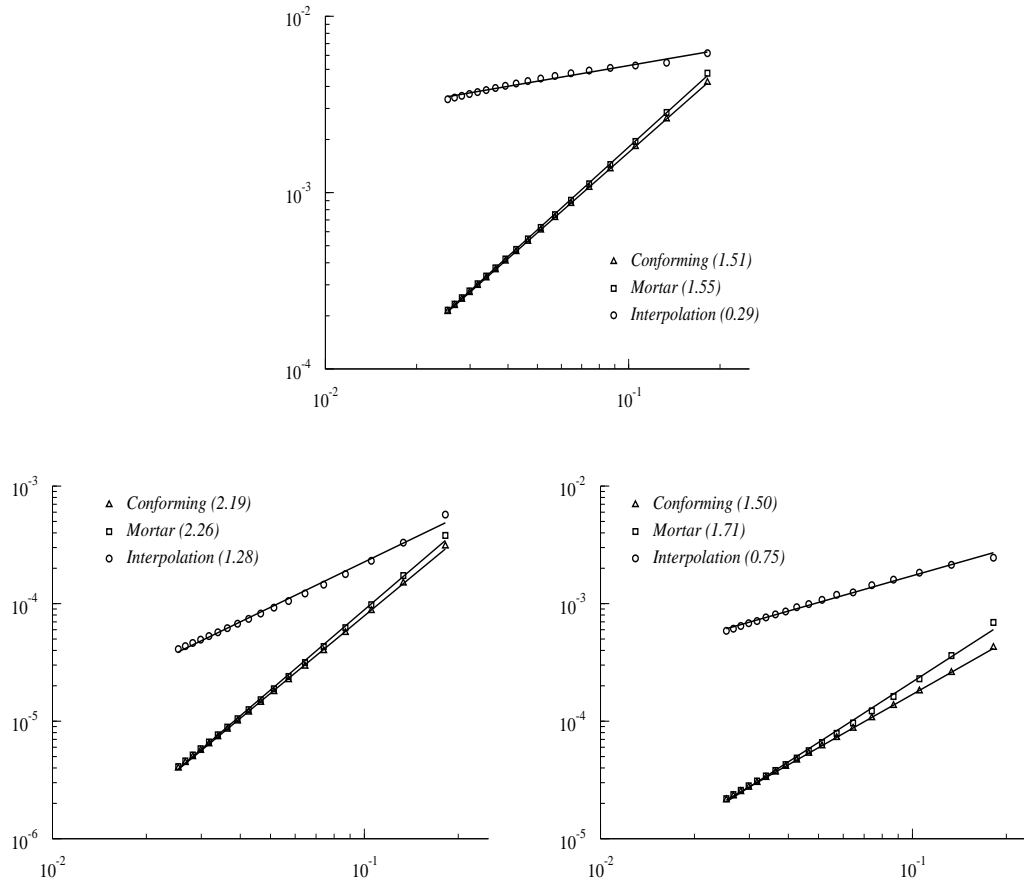 10-2
10-3
10-4
10-2
10-1
Conforming (1.51)
Mortar (1.55)
Interpolation (0.29)
10-3
10-4
10-5
10-6
10-2
10-1
Conforming (2.19)
Mortar (2.26)
Interpolation (1.28)
10-2
10-3
10-4
10-5
10-2
10-1
Conforming (1.50)
Mortar (1.71)
Interpolation (0.75)